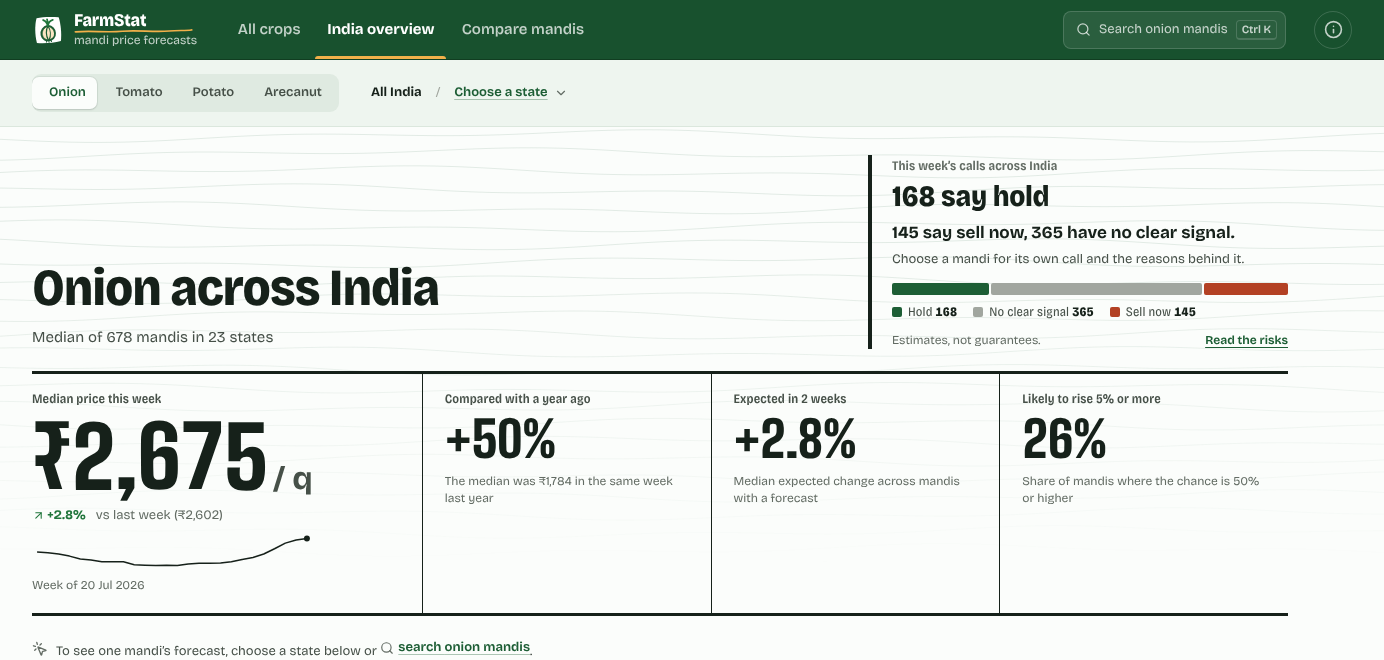 FarmStat
mandi price forecasts
All crops
India overview
Compare mandis
Search onion mandis
Ctrl K
Onion
Tomato
Potato
Arecanut
All India / Choose a state
This week's calls across India
168 say hold
145 say sell now, 365 have no clear signal.
Choose a mandi for its own call and the reasons behind it.
Hold 168
No clear signal 365
Sell now 145
Estimates, not guarantees.
Read the risks
Onion across India
Median of 678 mandis in 23 states
Median price this week
₹2,675 / q
+2.8% vs last week (₹2,602)
Week of 20 Jul 2026
Compared with a year ago
+50%
The median was ₹1,784 in the same week
last year
Expected in 2 weeks
+2.8%
Median expected change across mandis
with a forecast
Likely to rise 5% or more
26%
Share of mandis where the chance is 50%
or higher
To see one mandi's forecast, choose a state below or search onion mandis.